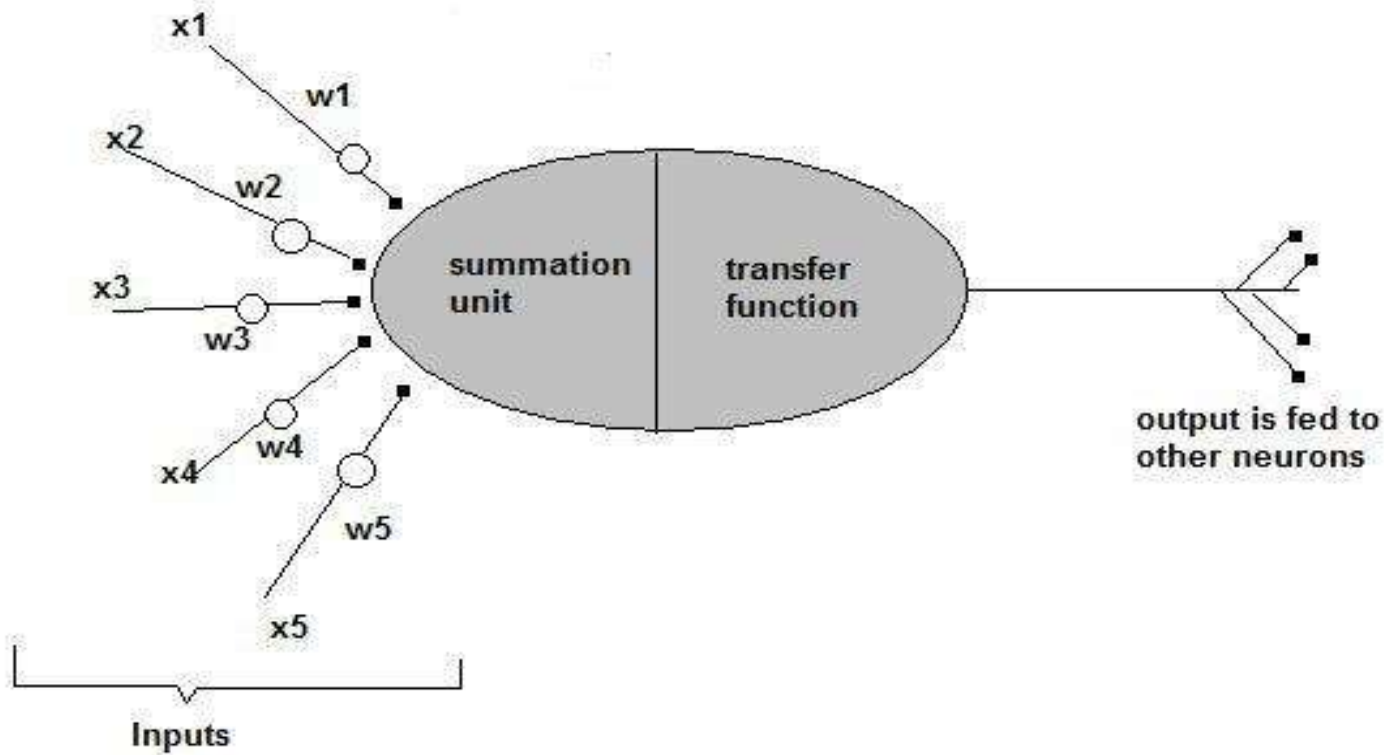 x1
w1
x2
w2
x3
w3
x4
w4
x5
w5
Inputs
summation
unit
transfer
function
output is fed to
other neurons